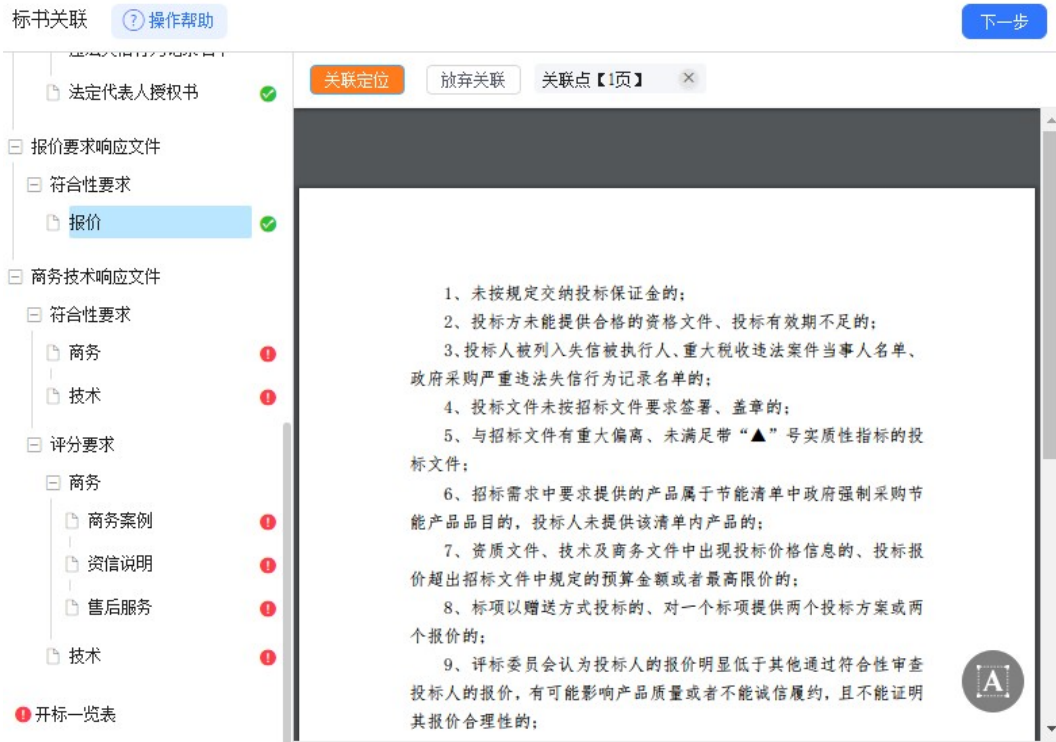 标书关联
操作帮助
下一步
法定代表人授权书
报价要求响应文件
符合性要求
报价
商务技术响应文件
符合性要求
商务
技术
评分要求
商务
商务案例
资信说明
售后服务
技术
开标一览表
关联定位
放弃关联
关联点【1页】
1、未按规定交纳投标保证金的;
2、投标方未能提供合格的资格文件、投标有效期不足的;
3、投标人被列入失信被执行人、重大税收违法案件当事人名单、
政府采购严重违法失信行为记录名单的;
4、投标文件未按招标文件要求签署、盖章的;
5、与招标文件有重大偏离、未满足带“▲”号实质性指标的投
标文件;
6、招标需求中要求提供的产品属于节能清单中政府强制采购节
能产品品目的，投标人未提供该清单内产品的;
7、资质文件、技术及商务文件中出现投标价格信息的、投标报
价超出招标文件中规定的预算金额或者最高限价的;
8、标项以赠送方式投标的、对一个标项提供两个投标方案或两
个报价的;
9、评标委员会认为投标人的报价明显低于其他通过符合性审查
投标人的报价，有可能影响产品质量或者不能诚信履约，且不能证明
其报价合理性的;
A